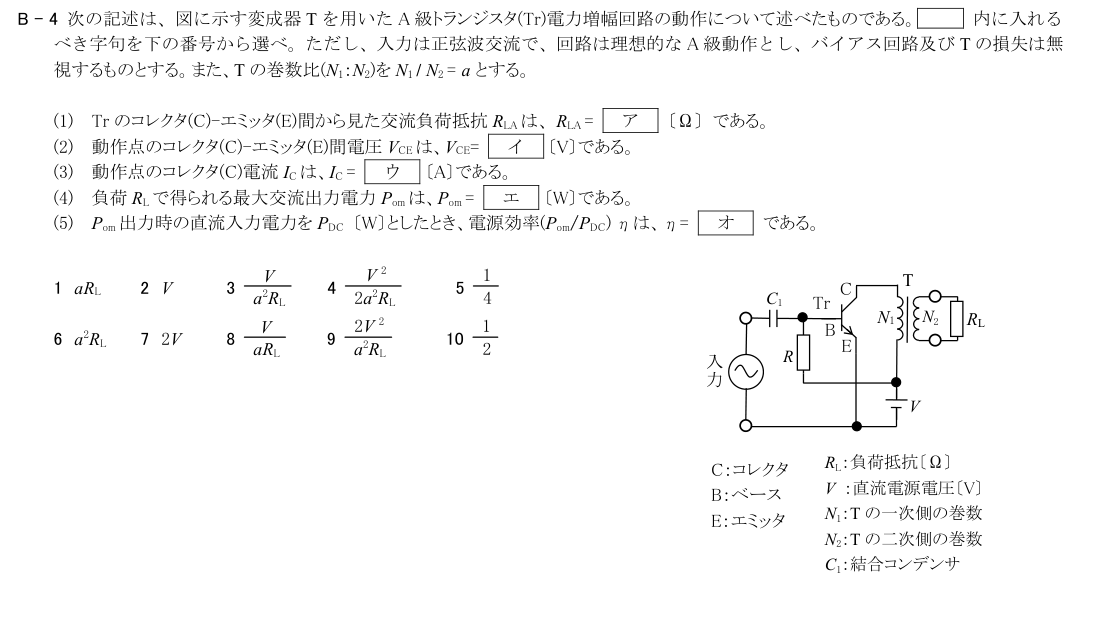 B－4 次の記述は、図に示す変成器 T を用いた A 級トランジスタ(Tr)電力増幅回路の動作について述べたものである。 内に入れる
べき字句を下の番号から選べ。ただし、入力は正弦波交流で、回路は理想的な A 級動作とし、バイアス回路及び T の損失は無
視するものとする。また、T の巻数比(N₁:N₂)を N₁ / N₂ = a とする。
(1) Tr のコレクタ(C)−エミッタ(E)間から見た交流負荷抵抗 RLA は、RLA = ア 〔Ω〕 である。
(2) 動作点のコレクタ(C)−エミッタ(E)間電圧 VCE は、VCE= イ 〔V〕である。
(3) 動作点のコレクタ(C)電流 IC は、IC = ウ 〔A〕である。
(4) 負荷 RL で得られる最大交流出力電力 Pom は、Pom = エ 〔W〕である。
(5) Pom 出力時の直流入力電力を PDC 〔W〕としたとき、電源効率(Pom/PDC) η は、η = オ である。
1 aRL 2 V 3 V/a²RL 4 V²/2a²RL 5 1/4
6 a²RL 7 2V 8 V/aRL 9 2V²/a²RL 10 1/2
T
C
C₁
Tr
N₁
N₂
RL
B
E
R
入力
V
C:コレクタ
B:ベース
E:エミッタ
RL:負荷抵抗〔Ω〕
V :直流電源電圧〔V〕
N₁:T の一次側の巻数
N₂:T の二次側の巻数
C₁:結合コンデンサ